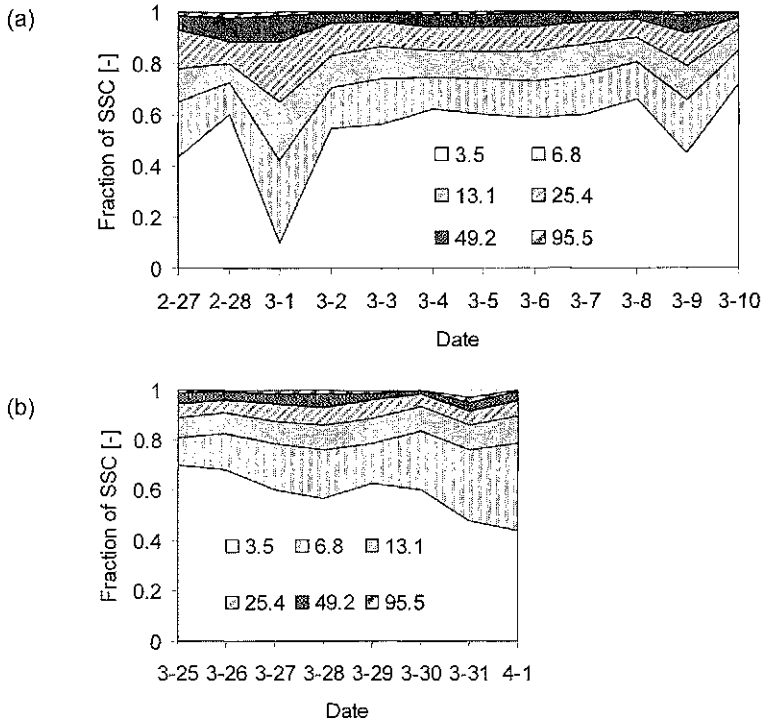 (a)
Fraction of SSC [-]
1
0.8
0.6
0.4
0.2
0
3.5 6.8
13.1 25.4
49.2 95.5
2-27 2-28 3-1 3-2 3-3 3-4 3-5 3-6 3-7 3-8 3-9 3-10
Date
(b)
Fraction of SSC [-]
1
0.8
0.6
0.4
0.2
0
3.5 6.8 13.1
25.4 49.2 95.5
3-25 3-26 3-27 3-28 3-29 3-30 3-31 4-1
Date